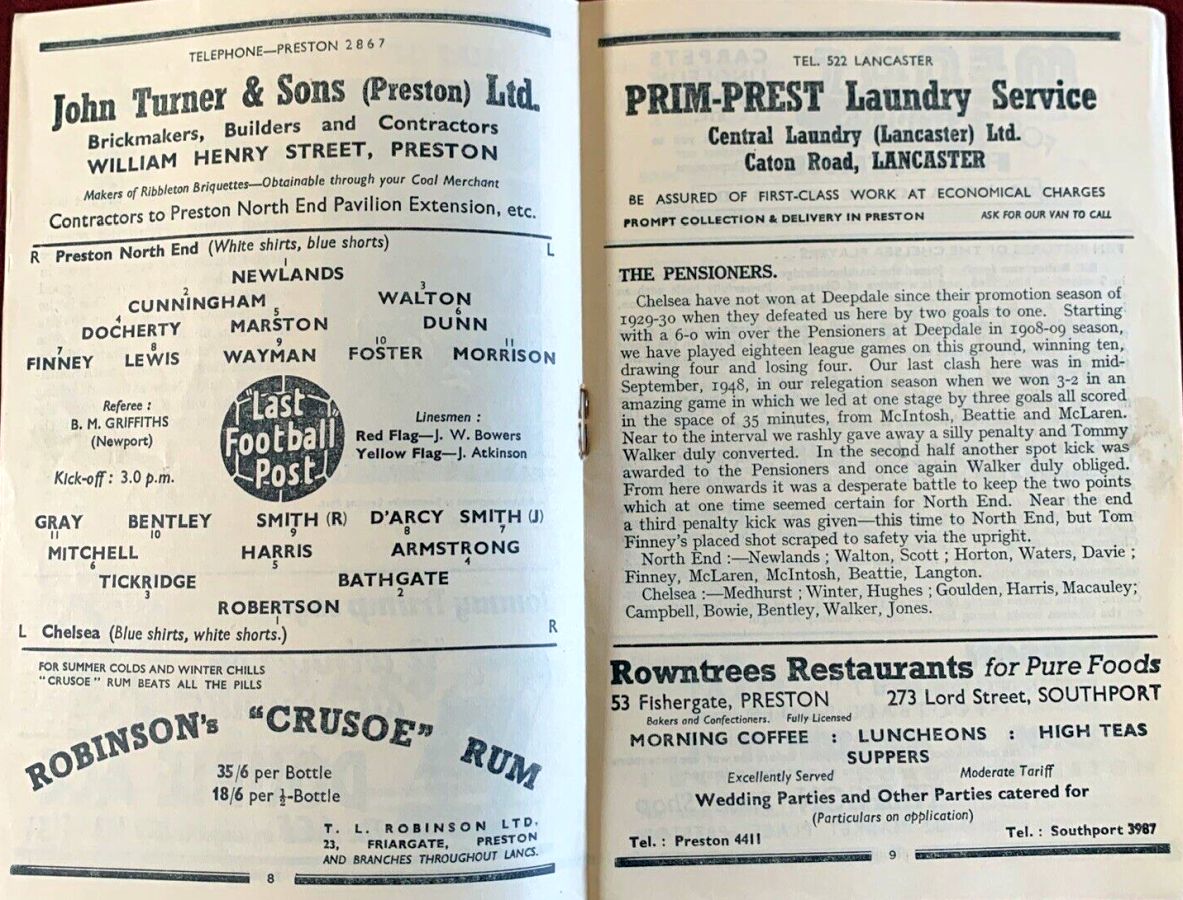 TELEPHONE—PRESTON 2867
John Turner & Sons (Preston) Ltd.
Brickmakers, Builders and Contractors
WILLIAM HENRY STREET, PRESTON
Makers of Ribbleton Briquettes—Obtainable through your Coal Merchant
Contractors to Preston North End Pavilion Extension, etc.
R Preston North End (White shirts, blue shorts) L
1
NEWLANDS
2 3
CUNNINGHAM WALTON
4 5 6
DOCHERTY MARSTON DUNN
7 8 9 10 11
FINNEY LEWIS WAYMAN FOSTER MORRISON
Referee :
B. M. GRIFFITHS
(Newport)
Kick-off : 3.0 p.m.
"Last
Football
Post"
Linesmen :
Red Flag—J. W. Bowers
Yellow Flag—J. Atkinson
GRAY BENTLEY SMITH (R) D'ARCY SMITH (J)
11 10 9 8 7
MITCHELL HARRIS ARMSTRONG
6 5 4
TICKRIDGE BATHGATE
3 2
ROBERTSON
1
L Chelsea (Blue shirts, white shorts.) R
FOR SUMMER COLDS AND WINTER CHILLS
"CRUSOE" RUM BEATS ALL THE PILLS
ROBINSON's "CRUSOE" RUM
35/6 per Bottle
18/6 per ½-Bottle
T. L. ROBINSON LTD.
23, FRIARGATE, PRESTON
AND BRANCHES THROUGHOUT LANCS.
8
TEL. 522 LANCASTER
PRIM-PREST Laundry Service
Central Laundry (Lancaster) Ltd.
Caton Road, LANCASTER
BE ASSURED OF FIRST-CLASS WORK AT ECONOMICAL CHARGES
PROMPT COLLECTION & DELIVERY IN PRESTON ASK FOR OUR VAN TO CALL
THE PENSIONERS.
Chelsea have not won at Deepdale since their promotion season of
1929-30 when they defeated us here by two goals to one. Starting
with a 6-0 win over the Pensioners at Deepdale in 1908-09 season,
we have played eighteen league games on this ground, winning ten,
drawing four and losing four. Our last clash here was in mid-
September, 1948, in our relegation season when we won 3-2 in an
amazing game in which we led at one stage by three goals all scored
in the space of 35 minutes, from McIntosh, Beattie and McLaren.
Near to the interval we rashly gave away a silly penalty and Tommy
Walker duly converted. In the second half another spot kick was
awarded to the Pensioners and once again Walker duly obliged.
From here onwards it was a desperate battle to keep the two points
which at one time seemed certain for North End. Near the end
a third penalty kick was given—this time to North End, but Tom
Finney's placed shot scraped to safety via the upright.
North End :—Newlands ; Walton, Scott ; Horton, Waters, Davie ;
Finney, McLaren, McIntosh, Beattie, Langton.
Chelsea :—Medhurst ; Winter, Hughes ; Goulden, Harris, Macauley;
Campbell, Bowie, Bentley, Walker, Jones.
Rowntrees Restaurants for Pure Foods
53 Fishergate, PRESTON 273 Lord Street, SOUTHPORT
Bakers and Confectioners. Fully Licensed
MORNING COFFEE : LUNCHEONS : HIGH TEAS
SUPPERS
Excellently Served Moderate Tariff
Wedding Parties and Other Parties catered for
(Particulars on application)
Tel. : Preston 4411 Tel. : Southport 3987
9